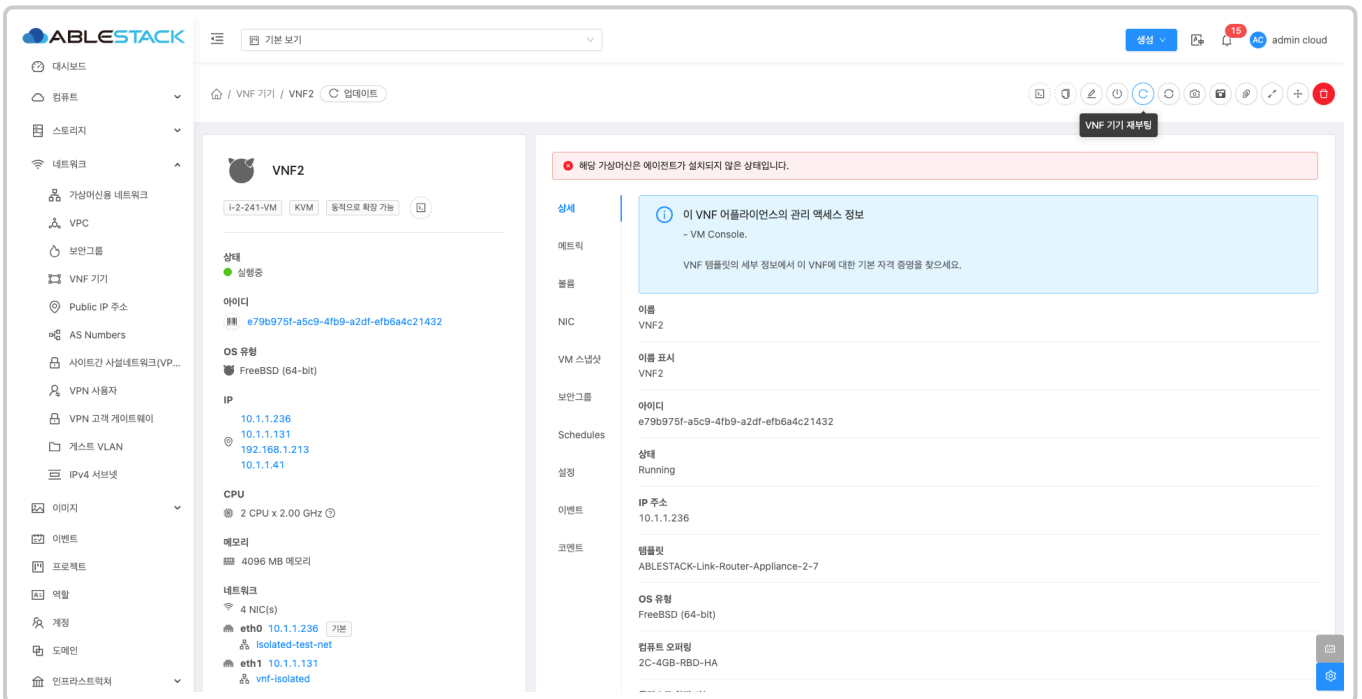 ABLESTACK
기본 보기
생성
15
AC
admin cloud
대시보드
컴퓨트
스토리지
네트워크
가상머신용 네트워크
VPC
보안그룹
VNF 기기
Public IP 주소
AS Numbers
사이트간 사설네트워크(VP...
VPN 사용자
VPN 고객 게이트웨이
게스트 VLAN
IPv4 서브넷
이미지
이벤트
프로젝트
역할
계정
도메인
인프라스트럭쳐
/ VNF 기기 / VNF2 업데이트
VNF 기기 재부팅
VNF2
i-2-241-VM KVM 동적으로 확장 가능
상태
실행중
아이디
e79b975f-a5c9-4fb9-a2df-efb6a4c21432
OS 유형
FreeBSD (64-bit)
IP
10.1.1.236
10.1.1.131
192.168.1.213
10.1.1.41
CPU
2 CPU x 2.00 GHz
메모리
4096 MB 메모리
네트워크
4 NIC(s)
eth0 10.1.1.236 기본
Isolated-test-net
eth1 10.1.1.131
vnf-isolated
해당 가상머신은 에이전트가 설치되지 않은 상태입니다.
상세
메트릭
볼륨
NIC
VM 스냅샷
보안그룹
Schedules
설정
이벤트
코멘트
이 VNF 어플라이언스의 관리 액세스 정보
- VM Console.
VNF 템플릿의 세부 정보에서 이 VNF에 대한 기본 자격 증명을 찾으세요.
이름
VNF2
이름 표시
VNF2
아이디
e79b975f-a5c9-4fb9-a2df-efb6a4c21432
상태
Running
IP 주소
10.1.1.236
템플릿
ABLESTACK-Link-Router-Appliance-2-7
OS 유형
FreeBSD (64-bit)
컴퓨트 오퍼링
2C-4GB-RBD-HA